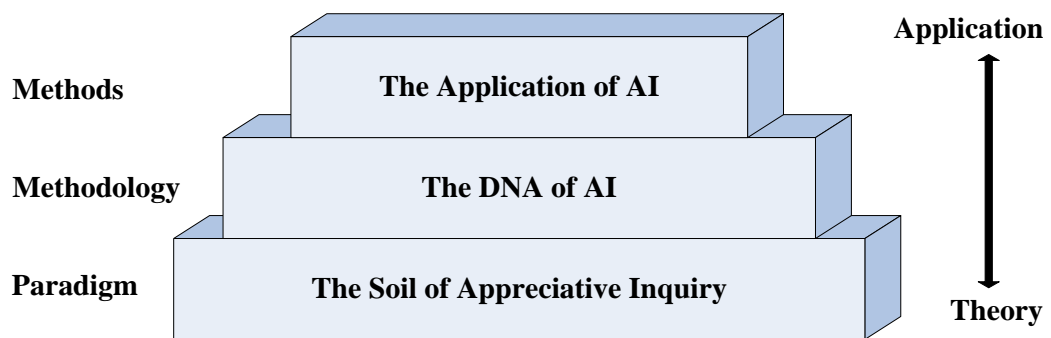 Application
Methods
The Application of AI
Methodology
The DNA of AI
Paradigm
The Soil of Appreciative Inquiry
Theory